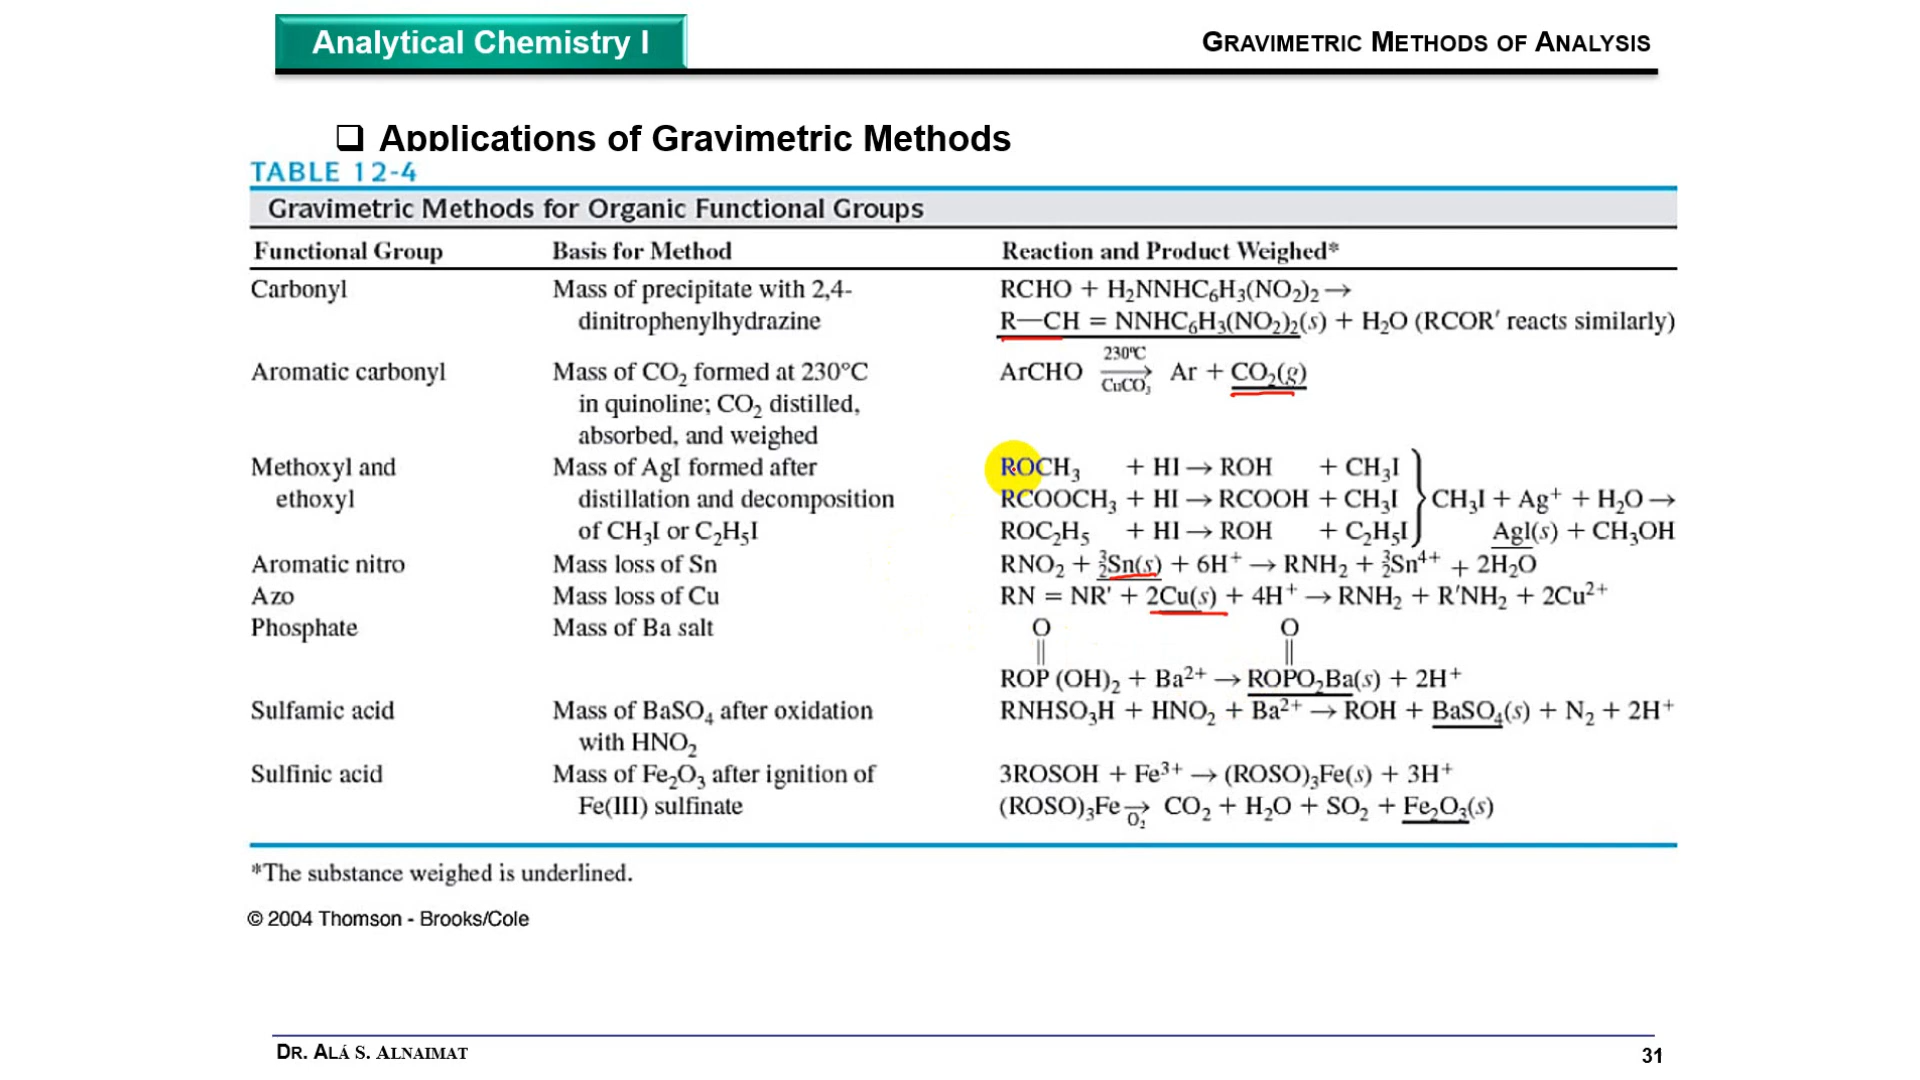 Analytical Chemistry I
GRAVIMETRIC METHODS OF ANALYSIS
❑ Applications of Gravimetric Methods
TABLE 12-4
Gravimetric Methods for Organic Functional Groups
Functional Group Basis for Method Reaction and Product Weighed*
Carbonyl Mass of precipitate with 2,4- RCHO + H₂NNHC₆H₃(NO₂)₂ →
dinitrophenylhydrazine R—CH = NNHC₆H₃(NO₂)₂(s) + H₂O (RCOR′ reacts similarly)
230°C
Aromatic carbonyl Mass of CO₂ formed at 230°C ArCHO → Ar + CO₂(g)
CuCO₃
in quinoline; CO₂ distilled,
absorbed, and weighed
Methoxyl and Mass of AgI formed after ROCH₃ + HI → ROH + CH₃I
ethoxyl distillation and decomposition RCOOCH₃ + HI → RCOOH + CH₃I } CH₃I + Ag⁺ + H₂O →
of CH₃I or C₂H₅I ROC₂H₅ + HI → ROH + C₂H₅I AgI(s) + CH₃OH
Aromatic nitro Mass loss of Sn RNO₂ + 3/2Sn(s) + 6H⁺ → RNH₂ + 3/2Sn⁴⁺ + 2H₂O
Azo Mass loss of Cu RN = NR′ + 2Cu(s) + 4H⁺ → RNH₂ + R′NH₂ + 2Cu²⁺
Phosphate Mass of Ba salt O O
|| ||
ROP (OH)₂ + Ba²⁺ → ROPO₂Ba(s) + 2H⁺
Sulfamic acid Mass of BaSO₄ after oxidation RNHSO₃H + HNO₂ + Ba²⁺ → ROH + BaSO₄(s) + N₂ + 2H⁺
with HNO₂
Sulfinic acid Mass of Fe₂O₃ after ignition of 3ROSOH + Fe³⁺ → (ROSO)₃Fe(s) + 3H⁺
Fe(III) sulfinate (ROSO)₃Fe → CO₂ + H₂O + SO₂ + Fe₂O₃(s)
O₂
*The substance weighed is underlined.
© 2004 Thomson - Brooks/Cole
DR. ALÁ S. ALNAIMAT
31